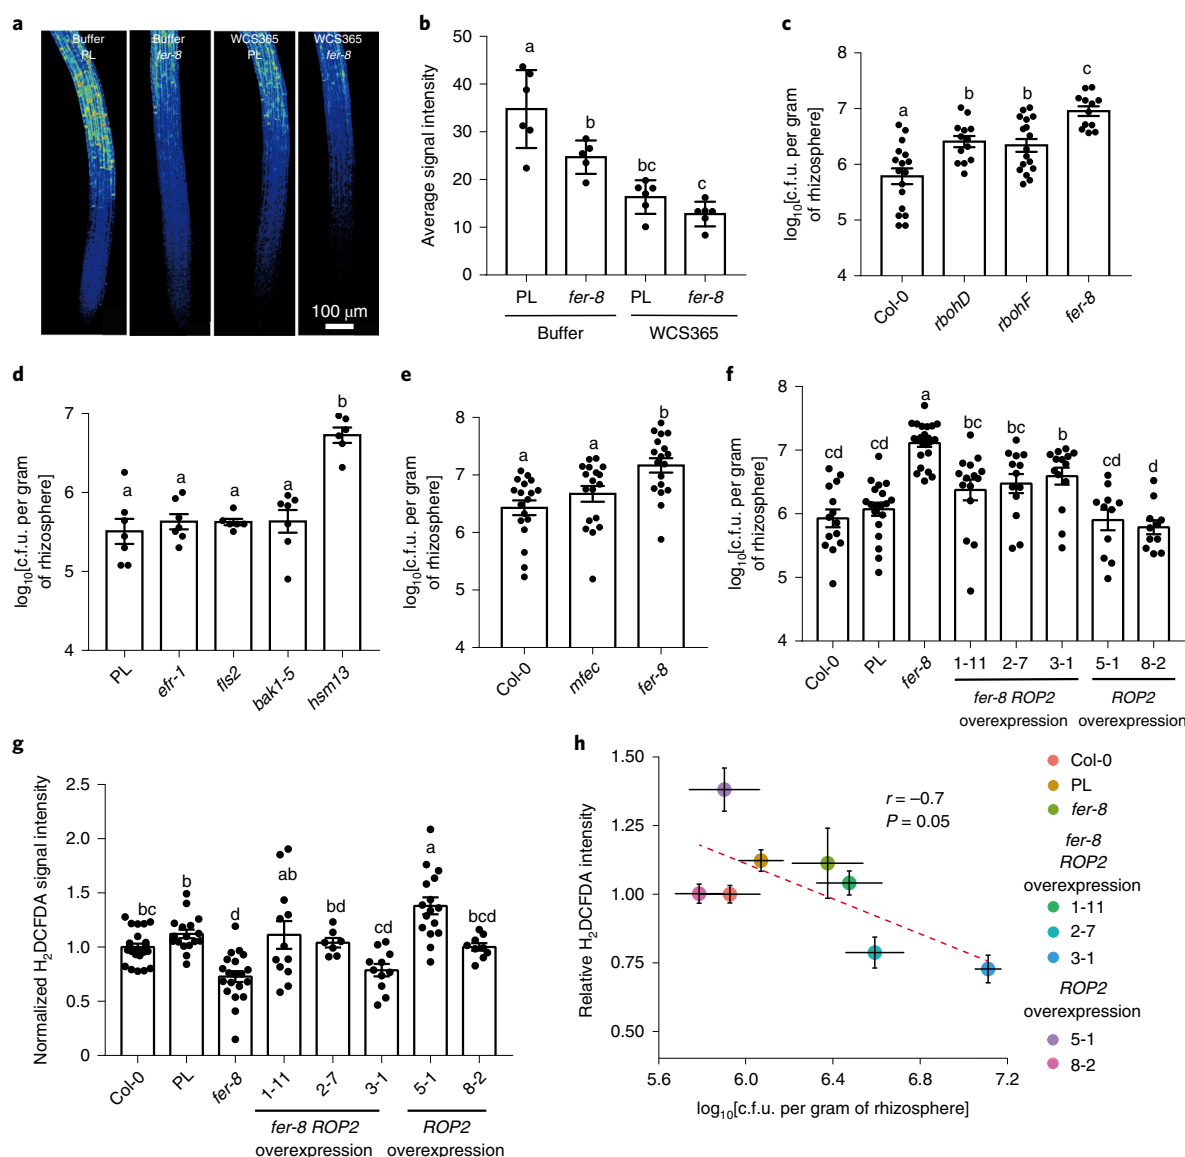 a
Buffer
PL
Buffer
fer-8
WCS365
PL
WCS365
fer-8
100 μm
b
Average signal intensity
50
40
30
20
10
0
a
b
bc
c
PL
fer-8
PL
fer-8
Buffer
WCS365
c
log10[c.f.u. per gram
of rhizosphere]
8
7
6
5
4
a
b
b
c
Col-0
rbohD
rbohF
fer-8
d
log10[c.f.u. per gram
of rhizosphere]
7
6
5
4
a
a
a
a
b
PL
efr-1
fls2
bak1-5
hsm13
e
log10[c.f.u. per gram
of rhizosphere]
8
7
6
5
4
a
a
b
Col-0
mfec
fer-8
f
log10[c.f.u. per gram
of rhizosphere]
8
7
6
5
4
cd
cd
a
bc
bc
b
cd
d
Col-0
PL
fer-8
1-11
2-7
3-1
5-1
8-2
fer-8 ROP2
overexpression
ROP2
overexpression
g
Normalized H2DCFDA signal intensity
2.5
2.0
1.5
1.0
0.5
0
bc
b
d
ab
bd
cd
a
bcd
Col-0
PL
fer-8
1-11
2-7
3-1
5-1
8-2
fer-8 ROP2
overexpression
ROP2
overexpression
h
Relative H2DCFDA intensity
1.50
1.25
1.00
0.75
0.50
r = –0.7
P = 0.05
5.6
6.0
6.4
6.8
7.2
log10[c.f.u. per gram of rhizosphere]
Col-0
PL
fer-8
fer-8
ROP2
overexpression
1-11
2-7
3-1
ROP2
overexpression
5-1
8-2